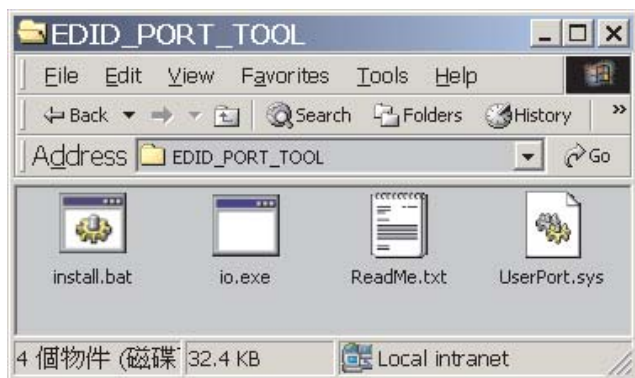 EDID_PORT_TOOL
File Edit View Favorites Tools Help
Back Search Folders History »
Address EDID_PORT_TOOL Go
install.bat io.exe ReadMe.txt UserPort.sys
4 個物件 (磁碟 32.4 KB Local intranet